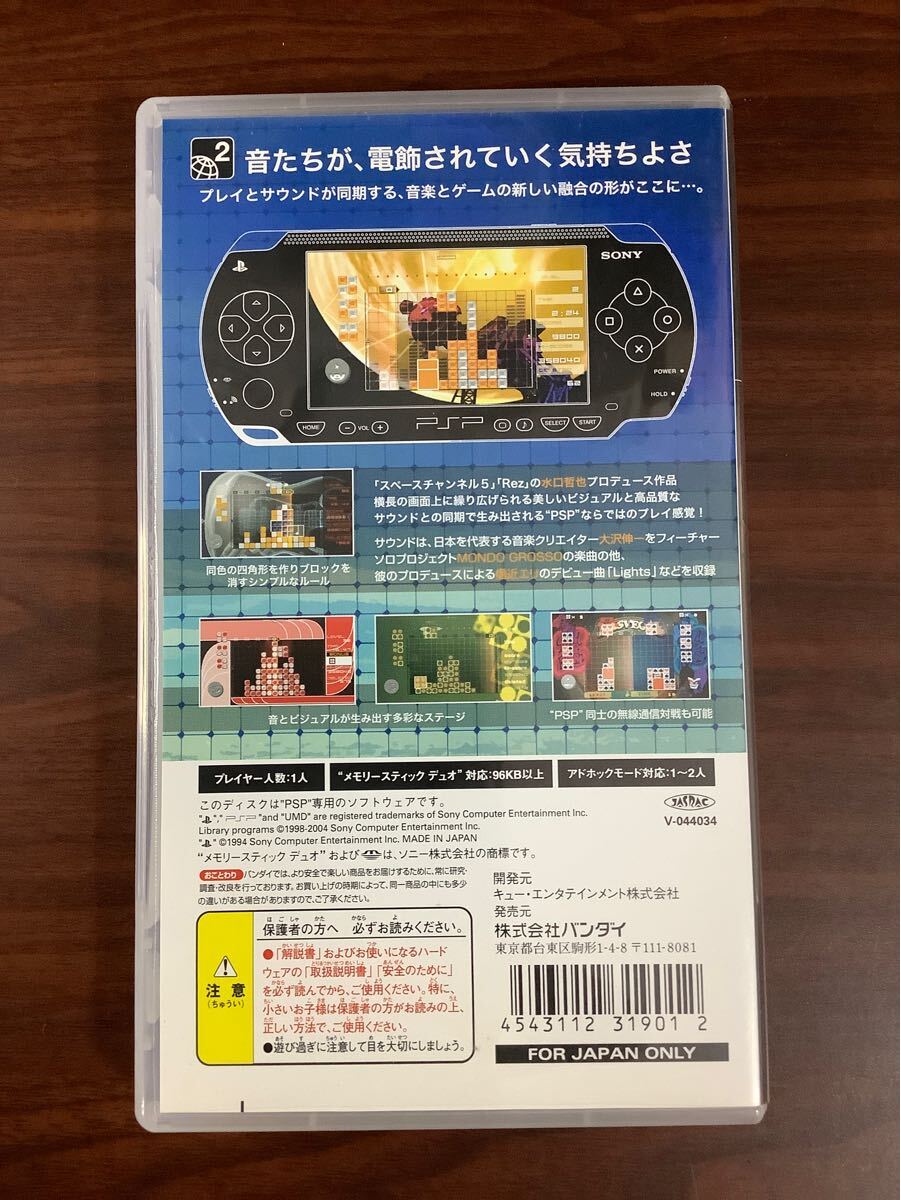 2
音たちが、電飾されていく気持ちよさ
プレイとサウンドが同期する、音楽とゲームの新しい融合の形がここに…。
SONY
2
2:24
9800
358040
62
POWER
HOLD
HOME
VOL
PSP
SELECT
START
「スペースチャンネル5」「Rez」の水口哲也プロデュース作品
横長の画面上に繰り広げられる美しいビジュアルと高品質な
サウンドとの同期で生み出される“PSP”ならではのプレイ感覚！
サウンドは、日本を代表する音楽クリエイター大沢伸一をフィーチャー
ソロプロジェクトMONDO GROSSOの楽曲の他、
彼のプロデュースによる エリのデビュー曲「Lights」などを収録
同色の四角形を作りブロックを
消すシンプルなルール
音とビジュアルが生み出す多彩なステージ
“PSP”同士の無線通信対戦も可能
プレイヤー人数:1人
“メモリースティック デュオ”対応:96KB以上
アドホックモード対応:1〜2人
このディスクは"PSP"専用のソフトウェアです。
" "," PSP "and "UMD" are registered trademarks of Sony Computer Entertainment Inc.
Library programs ©1998-2004 Sony Computer Entertainment Inc.
" " ©1994 Sony Computer Entertainment Inc. MADE IN JAPAN
“メモリースティック デュオ” および は、ソニー株式会社の商標です。
JASRAC
V-044034
おことわり バンダイでは、より安全で楽しい商品をお届けするために、常に研究・
調査・改良を行っております。お買い上げの時期によって、同一商品の中にも多少
の違いがある場合がありますので、ご了承ください。
注意
(ちゅうい)
保護者の方へ 必ずお読みください。
●「解説書」およびお使いになるハード
ウェアの「取扱説明書」「安全のために」
を必ず読んでから、ご使用ください。特に、
小さいお子様は保護者の方がお読みの上、
正しい方法で、ご使用ください。
●遊び過ぎに注意して目を大切にしましょう。
開発元
キュー・エンタテインメント株式会社
発売元
株式会社バンダイ
東京都台東区駒形1-4-8 〒111-8081
4543112 31901 2
FOR JAPAN ONLY